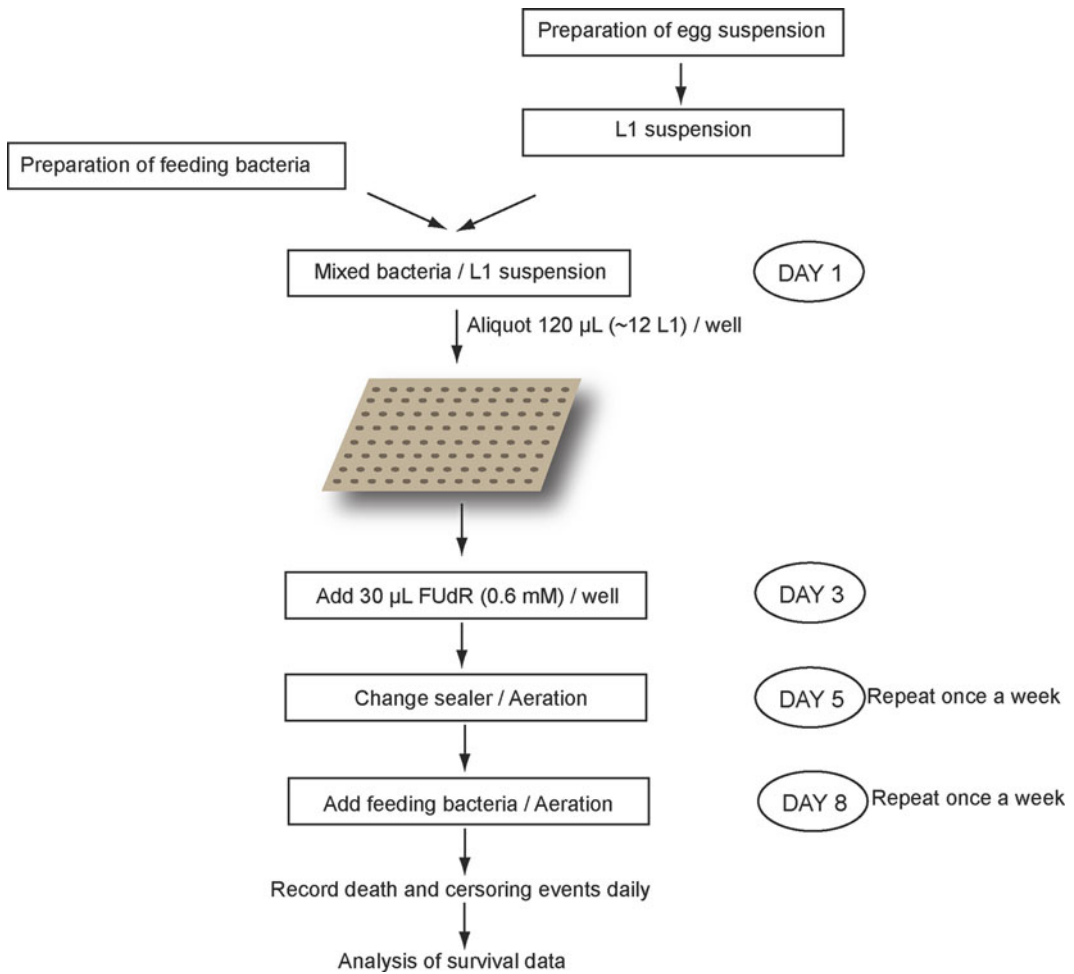 Preparation of egg suspension
L1 suspension
Preparation of feeding bacteria
Mixed bacteria / L1 suspension
DAY 1
Aliquot 120 µL (~12 L1) / well
Add 30 µL FUdR (0.6 mM) / well
DAY 3
Change sealer / Aeration
DAY 5
Repeat once a week
Add feeding bacteria / Aeration
DAY 8
Repeat once a week
Record death and censoring events daily
Analysis of survival data